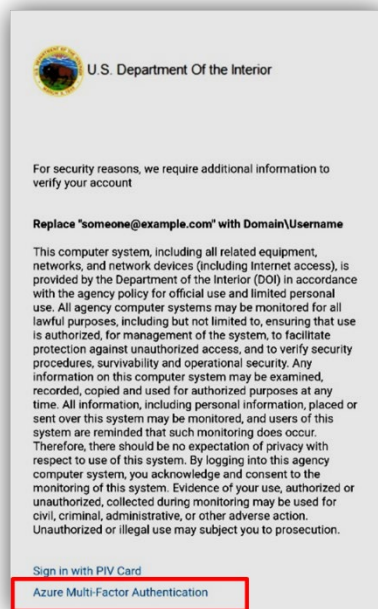 U.S. Department Of the Interior
For security reasons, we require additional information to
verify your account
Replace "someone@example.com" with Domain\Username
This computer system, including all related equipment,
networks, and network devices (including Internet access), is
provided by the Department of the Interior (DOI) in accordance
with the agency policy for official use and limited personal
use. All agency computer systems may be monitored for all
lawful purposes, including but not limited to, ensuring that use
is authorized, for management of the system, to facilitate
protection against unauthorized access, and to verify security
procedures, survivability and operational security. Any
information on this computer system may be examined,
recorded, copied and used for authorized purposes at any
time. All information, including personal information, placed or
sent over this system may be monitored, and users of this
system are reminded that such monitoring does occur.
Therefore, there should be no expectation of privacy with
respect to use of this system. By logging into this agency
computer system, you acknowledge and consent to the
monitoring of this system. Evidence of your use, authorized or
unauthorized, collected during monitoring may be used for
civil, criminal, administrative, or other adverse action.
Unauthorized or illegal use may subject you to prosecution.
Sign in with PIV Card
Azure Multi-Factor Authentication